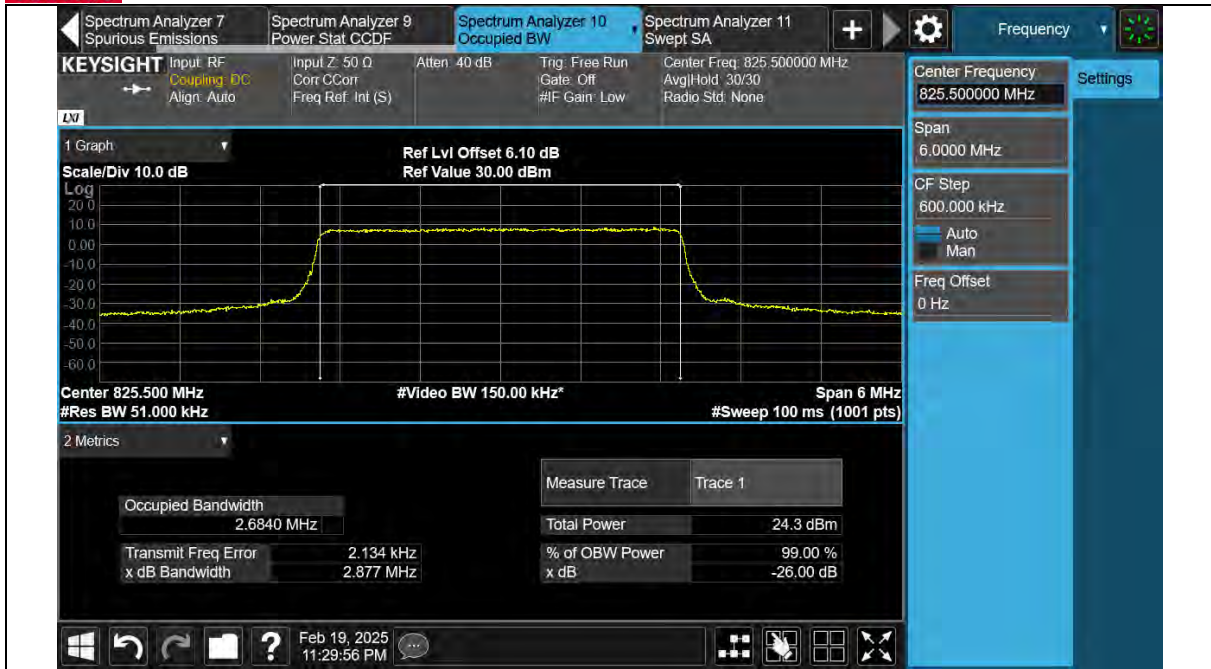 Spectrum Analyzer 7
Spurious Emissions
Spectrum Analyzer 9
Power Stat CCDF
Spectrum Analyzer 10
Occupied BW
Spectrum Analyzer 11
Swept SA
+
Frequency
KEYSIGHT
Input: RF
Coupling: DC
Align: Auto
Input Z: 50 Ω
Corr CCorr
Freq Ref: Int (S)
Atten: 40 dB
Trig: Free Run
Gate: Off
#IF Gain: Low
Center Freq: 825.500000 MHz
Avg|Hold: 30/30
Radio Std: None
LXI
Center Frequency
825.500000 MHz
Settings
Span
6.0000 MHz
CF Step
600.000 kHz
Auto
Man
Freq Offset
0 Hz
1 Graph
Scale/Div 10.0 dB
Ref Lvl Offset 6.10 dB
Ref Value 30.00 dBm
Log
20.0
10.0
0.00
-10.0
-20.0
-30.0
-40.0
-50.0
-60.0
Center 825.500 MHz
#Res BW 51.000 kHz
#Video BW 150.00 kHz*
Span 6 MHz
#Sweep 100 ms (1001 pts)
2 Metrics
Measure Trace Trace 1
Occupied Bandwidth
2.6840 MHz
Total Power 24.3 dBm
Transmit Freq Error 2.134 kHz
% of OBW Power 99.00 %
x dB Bandwidth 2.877 MHz
x dB -26.00 dB
?
Feb 19, 2025
11:29:56 PM